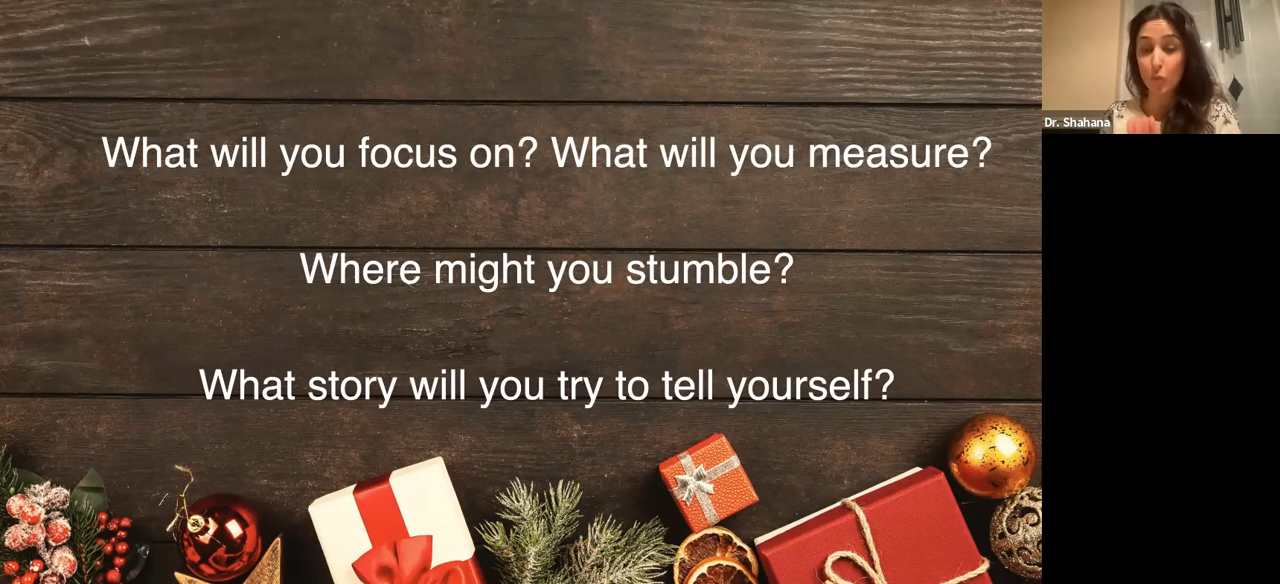 What will you focus on? What will you measure?
Where might you stumble?
What story will you try to tell yourself?
Dr. Shahana